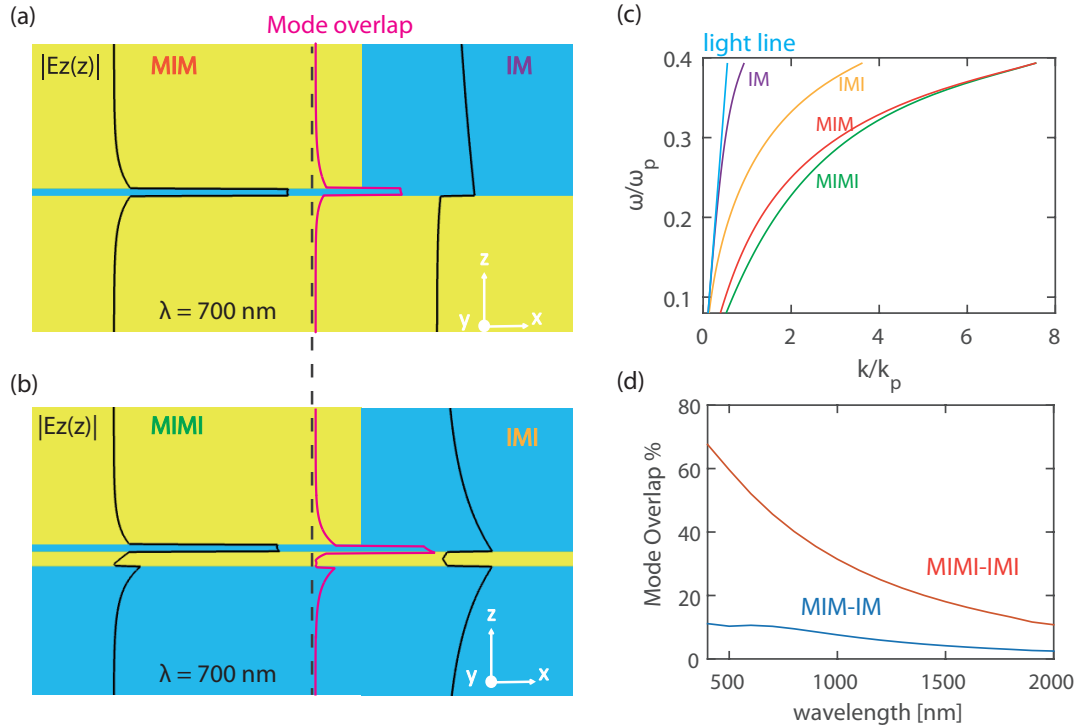 (a)
Mode overlap
|Ez(z)|
MIM
IM
λ = 700 nm
z
y
x
(b)
|Ez(z)|
MIMI
IMI
λ = 700 nm
z
y
x
(c)
light line
IM
IMI
MIM
MIMI
0.4
0.3
0.2
0.1
ω/ω_p
0
2
4
6
8
k/k_p
(d)
80
60
40
20
0
Mode Overlap %
MIMI-IMI
MIM-IM
500
1000
1500
2000
wavelength [nm]